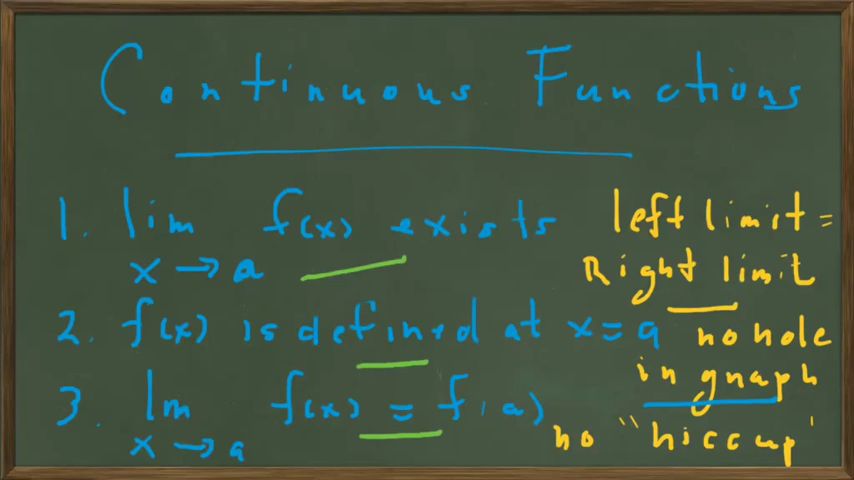 Continuous Functions
1. lim f(x) exists
x → a
left limit =
Right limit
2. f(x) is defined at x = a
no hole
in graph
3. lim f(x) = f(a)
x → a
no "hiccup"